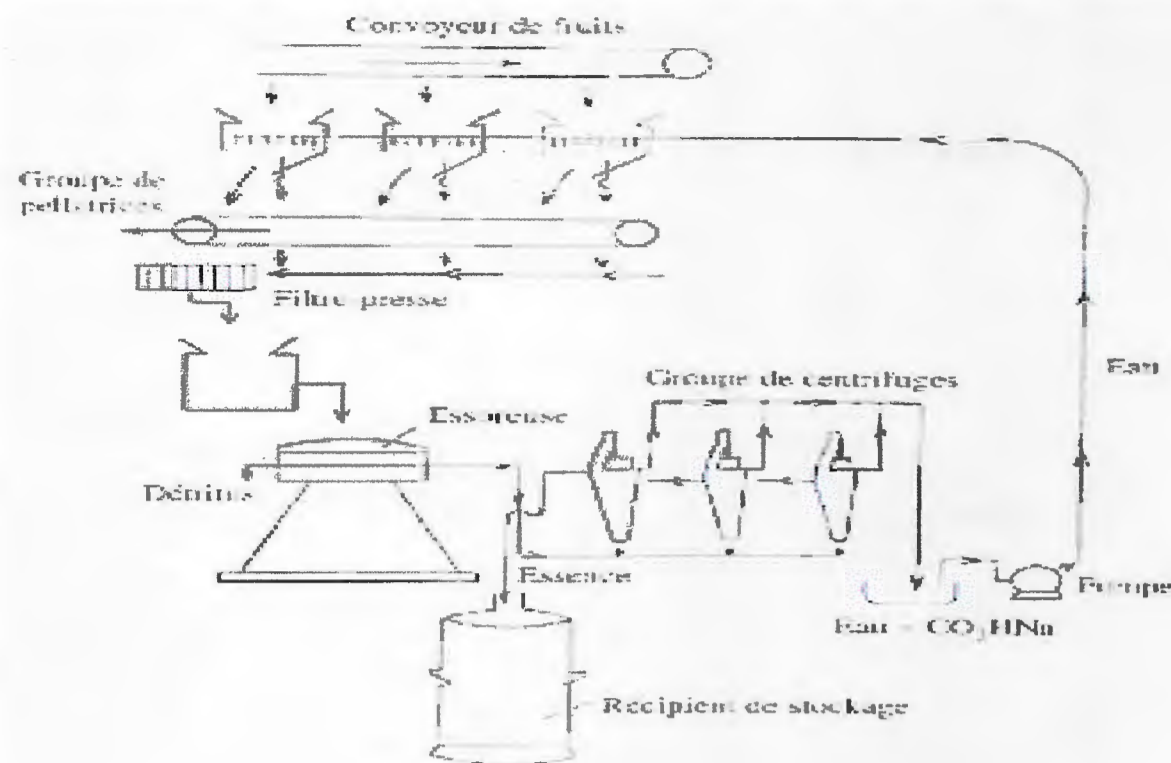 Convoyeur de fruits
Groupe de
pellatrices
Filtre-presse
Groupe de centrifuges
Eau
Essoreuse
Débris
Essence
Pompe
Eau - CO3HNa
Récipient de stockage